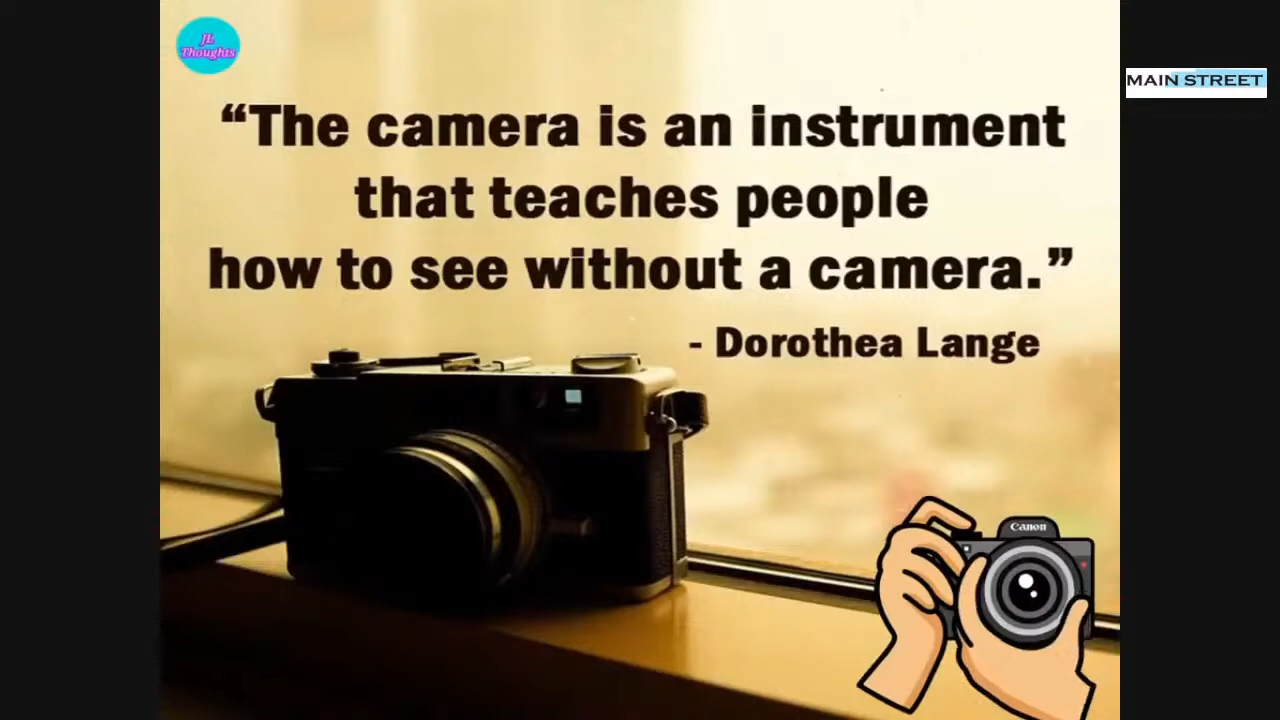 JL
Thoughts
MAIN STREET
“The camera is an instrument
that teaches people
how to see without a camera.”
- Dorothea Lange
Canon